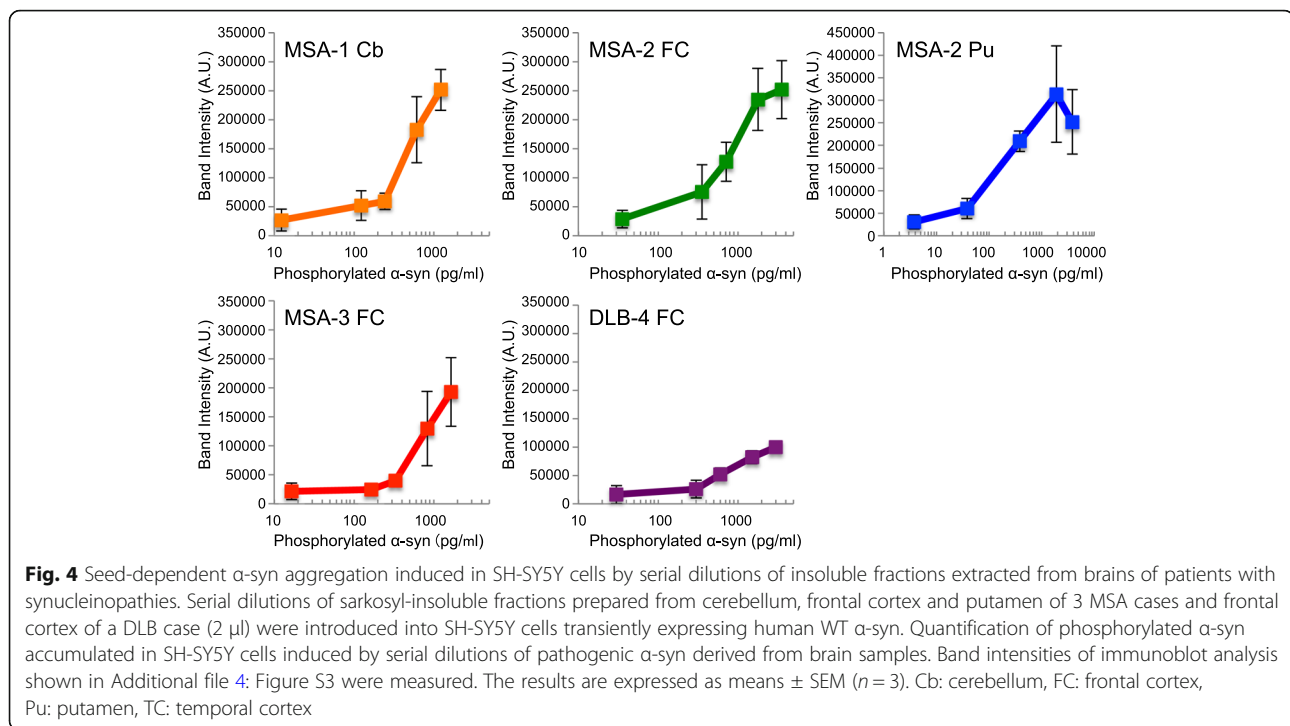 MSA-1 Cb
Band Intensity (A.U.)
350000
300000
250000
200000
150000
100000
50000
0
10 100 1000
Phosphorylated α-syn (pg/ml)
MSA-2 FC
Band Intensity (A.U.)
350000
300000
250000
200000
150000
100000
50000
0
10 100 1000
Phosphorylated α-syn (pg/ml)
MSA-2 Pu
Band Intensity (A.U.)
450000
400000
350000
300000
250000
200000
150000
100000
50000
0
1 10 100 1000 10000
Phosphorylated α-syn (pg/ml)
MSA-3 FC
Band Intensity (A.U.)
350000
300000
250000
200000
150000
100000
50000
0
10 100 1000
Phosphorylated α-syn (pg/ml)
DLB-4 FC
Band Intensity (A.U.)
350000
300000
250000
200000
150000
100000
50000
0
10 100 1000
Phosphorylated α-syn (pg/ml)
Fig. 4 Seed-dependent α-syn aggregation induced in SH-SY5Y cells by serial dilutions of insoluble fractions extracted from brains of patients with
synucleinopathies. Serial dilutions of sarkosyl-insoluble fractions prepared from cerebellum, frontal cortex and putamen of 3 MSA cases and frontal
cortex of a DLB case (2 μl) were introduced into SH-SY5Y cells transiently expressing human WT α-syn. Quantification of phosphorylated α-syn
accumulated in SH-SY5Y cells induced by serial dilutions of pathogenic α-syn derived from brain samples. Band intensities of immunoblot analysis
shown in Additional file 4: Figure S3 were measured. The results are expressed as means ± SEM (n = 3). Cb: cerebellum, FC: frontal cortex,
Pu: putamen, TC: temporal cortex